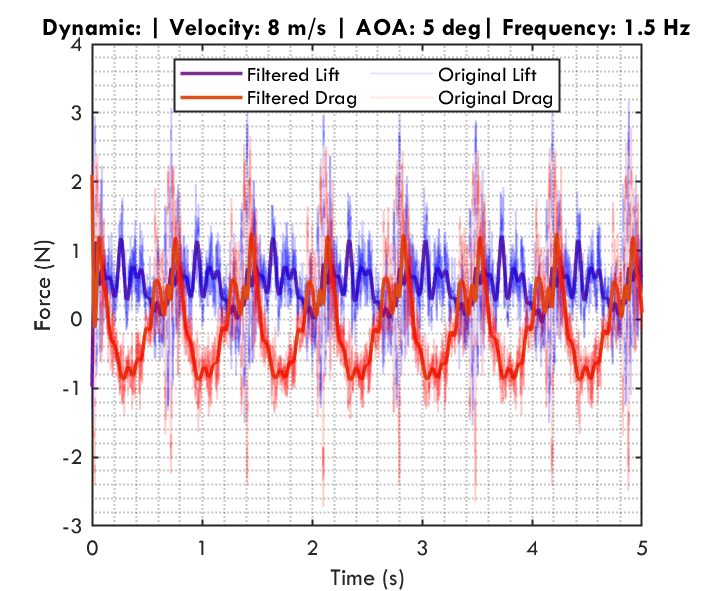 Dynamic: | Velocity: 8 m/s | AOA: 5 deg| Frequency: 1.5 Hz
Filtered Lift Original Lift
Filtered Drag Original Drag
4
3
2
1
0
-1
-2
-3
Force (N)
0 1 2 3 4 5
Time (s)